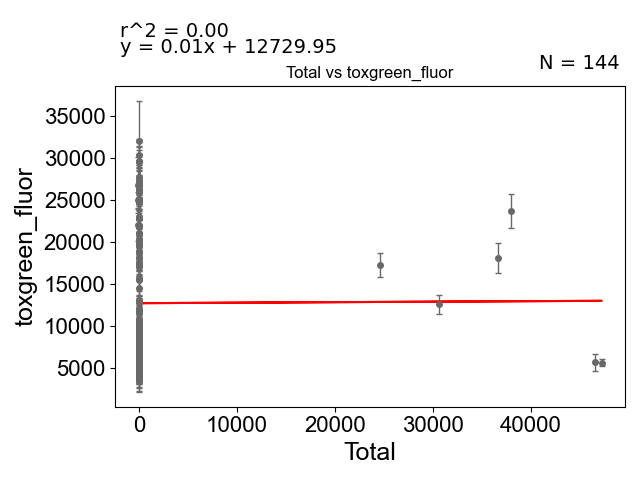 r^2 = 0.00
y = 0.01x + 12729.95
N = 144
Total vs toxgreen_fluor
35000
30000
25000
20000
15000
10000
5000
toxgreen_fluor
0
10000
20000
30000
40000
Total